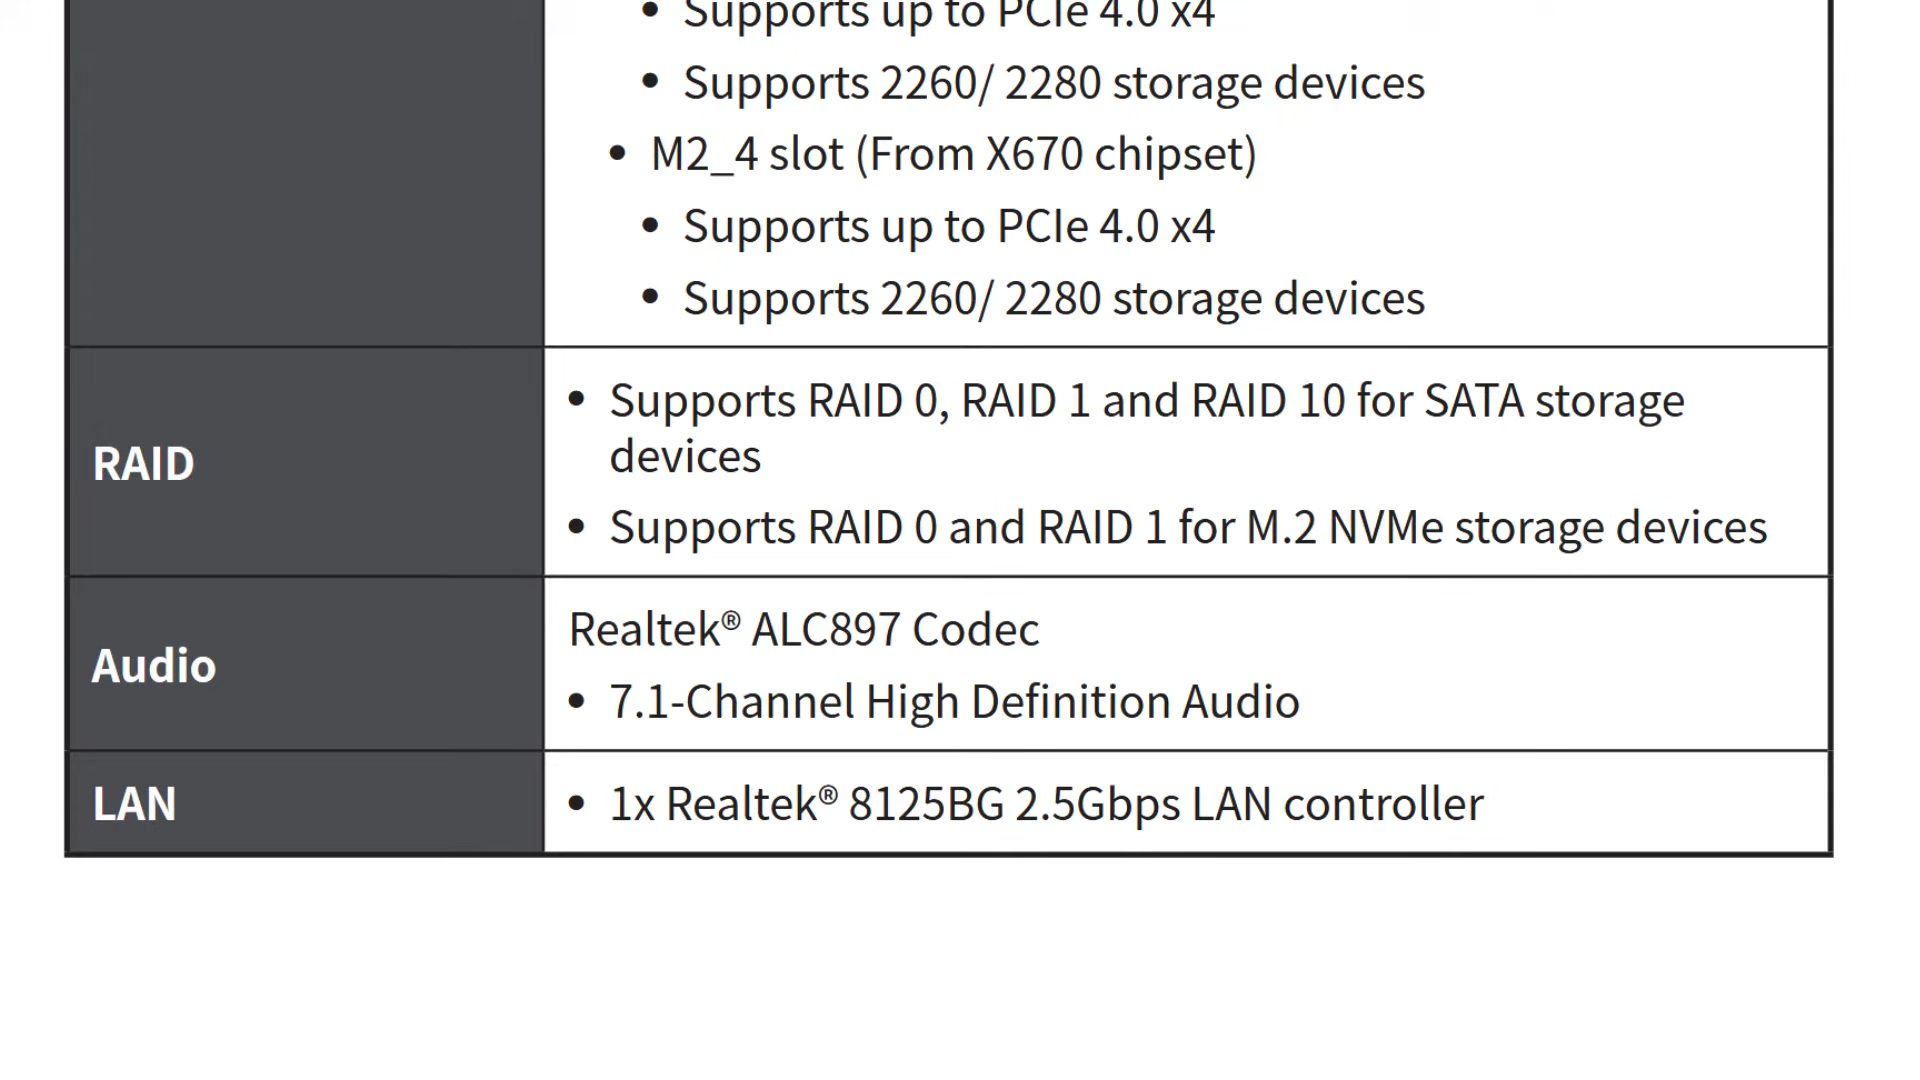 • Supports up to PCIe 4.0 x4
• Supports 2260/ 2280 storage devices
• M2_4 slot (From X670 chipset)
• Supports up to PCIe 4.0 x4
• Supports 2260/ 2280 storage devices
RAID
• Supports RAID 0, RAID 1 and RAID 10 for SATA storage
devices
• Supports RAID 0 and RAID 1 for M.2 NVMe storage devices
Audio
Realtek® ALC897 Codec
• 7.1-Channel High Definition Audio
LAN
• 1x Realtek® 8125BG 2.5Gbps LAN controller